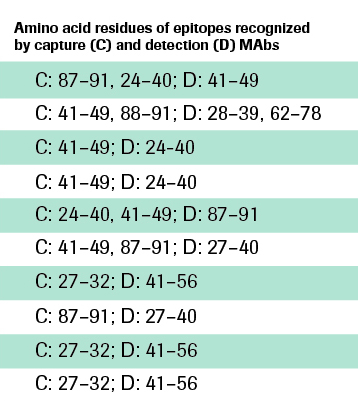 Amino acid residues of epitopes recognized
by capture (C) and detection (D) MAbs
C: 87–91, 24–40; D: 41–49
C: 41–49, 88–91; D: 28–39, 62–78
C: 41–49; D: 24-40
C: 41–49; D: 24–40
C: 24–40, 41–49; D: 87–91
C: 41–49, 87–91; D: 27–40
C: 27–32; D: 41–56
C: 87–91; D: 27–40
C: 27–32; D: 41–56
C: 27–32; D: 41–56